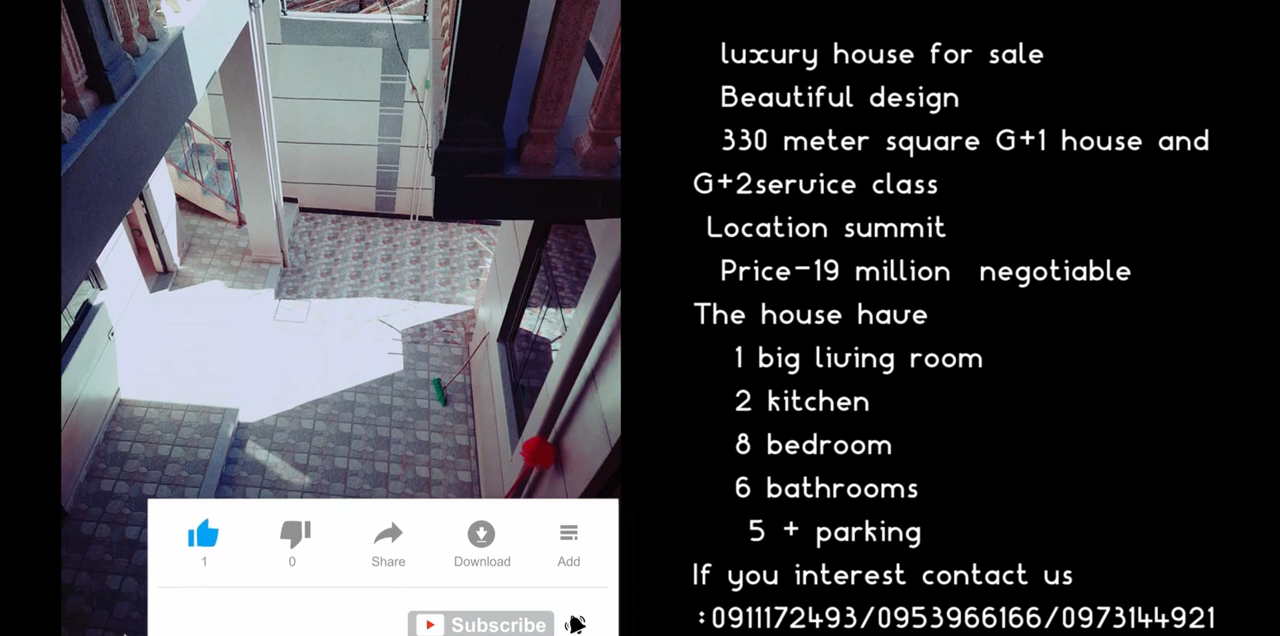 luxury house for sale
Beautiful design
330 meter square G+1 house and
G+2service class
Location summit
Price-19 million negotiable
The house have
1 big living room
2 kitchen
8 bedroom
6 bathrooms
5 + parking
If you interest contact us
:0911172493/0953966166/0973144921
1 0 Share Download Add
Subscribe